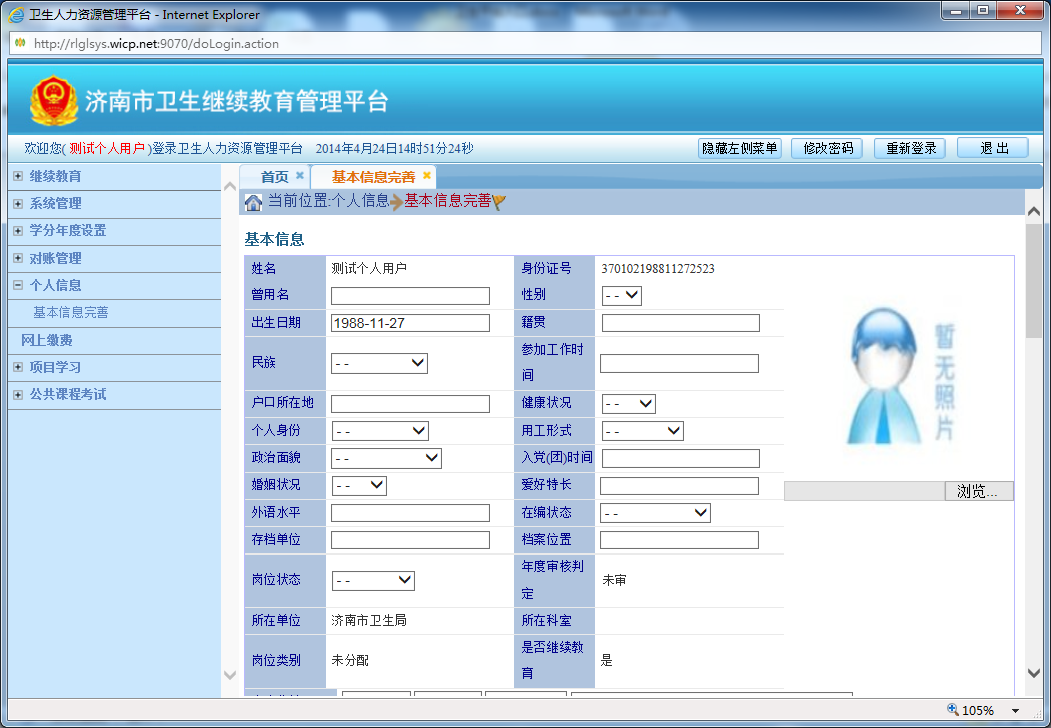 卫生人力资源管理平台 - Internet Explorer
http://rlglsys.wicp.net:9070/doLogin.action
济南市卫生继续教育管理平台
欢迎您( 测试个人用户 )登录卫生人力资源管理平台 2014年4月24日14时51分24秒 隐藏左侧菜单 修改密码 重新登录 退 出
继续教育
系统管理
学分年度设置
对账管理
个人信息
基本信息完善
网上缴费
项目学习
公共课程考试
首页 基本信息完善
当前位置:个人信息 基本信息完善
基本信息
姓名 测试个人用户 身份证号 370102198811272523
曾用名 性别 - -
出生日期 1988-11-27 籍贯
民族 - - 参加工作时间
户口所在地 健康状况 - -
个人身份 - - 用工形式 - -
政治面貌 - - 入党(团)时间
婚姻状况 - - 爱好特长
外语水平 在编状态 - -
存档单位 档案位置
岗位状态 - - 年度审核判定 未审
所在单位 济南市卫生局 所在科室
岗位类别 未分配 是否继续教育 是
暂无照片
浏览...
105%